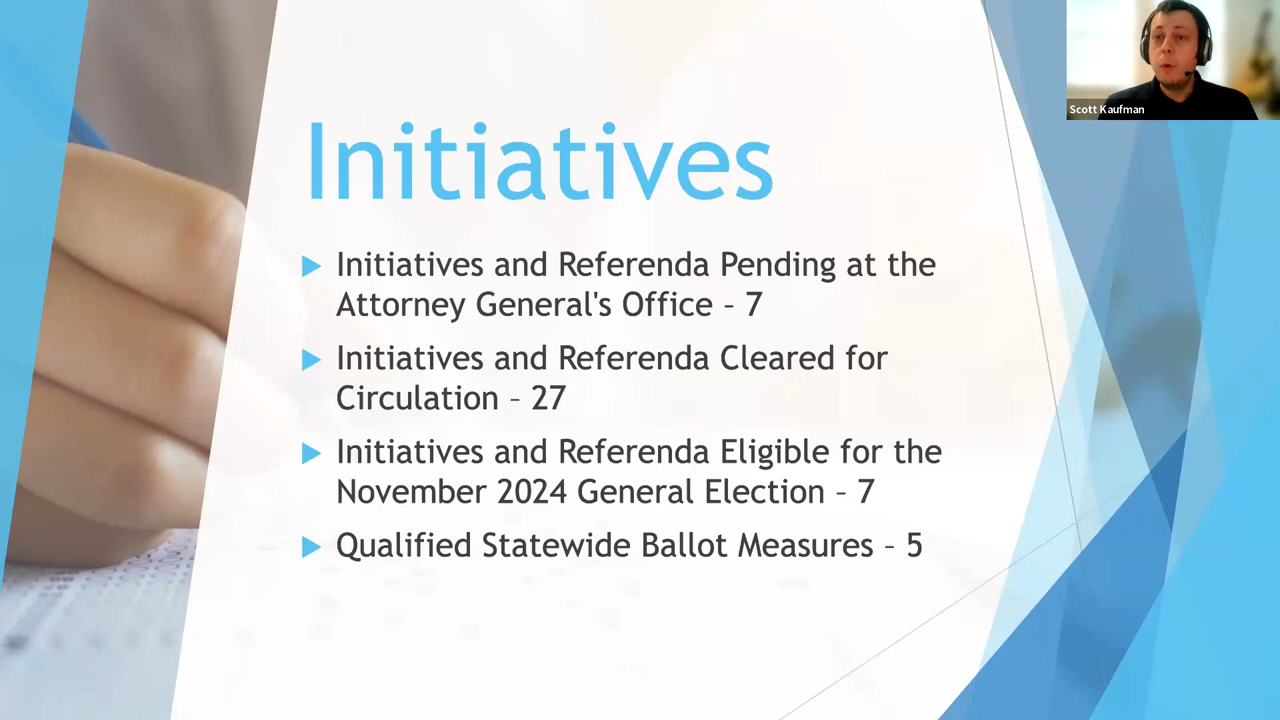 Scott Kaufman
Initiatives
Initiatives and Referenda Pending at the
Attorney General's Office – 7
Initiatives and Referenda Cleared for
Circulation – 27
Initiatives and Referenda Eligible for the
November 2024 General Election – 7
Qualified Statewide Ballot Measures – 5